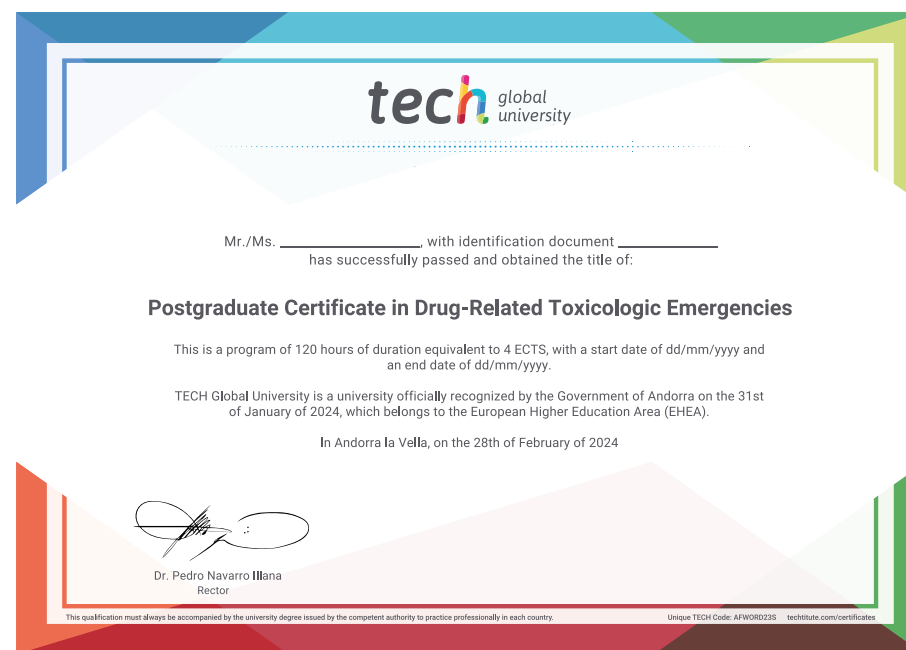 tech global
university
Mr./Ms. ____________________, with identification document ______________
has successfully passed and obtained the title of:
Postgraduate Certificate in Drug-Related Toxicologic Emergencies
This is a program of 120 hours of duration equivalent to 4 ECTS, with a start date of dd/mm/yyyy and
an end date of dd/mm/yyyy.
TECH Global University is a university officially recognized by the Government of Andorra on the 31st
of January of 2024, which belongs to the European Higher Education Area (EHEA).
In Andorra la Vella, on the 28th of February of 2024
Dr. Pedro Navarro Illana
Rector
This qualification must always be accompanied by the university degree issued by the competent authority to practice professionally in each country.
Unique TECH Code: AFWORD23S techtitute.com/certificates